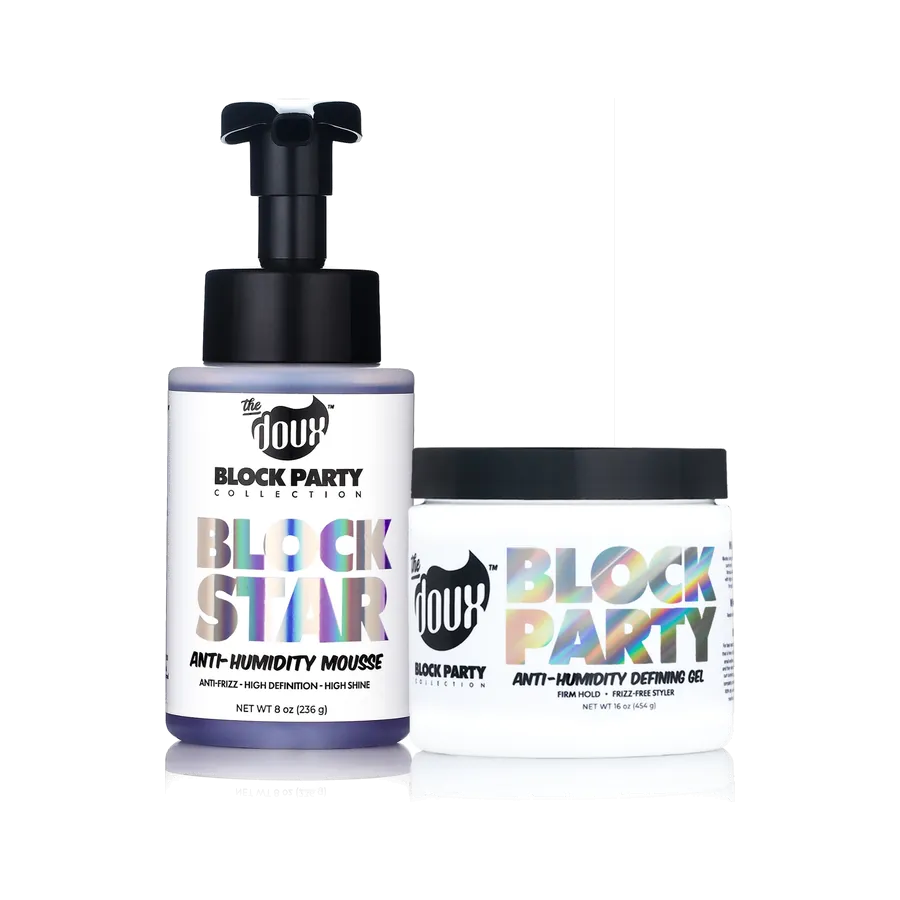 the
doux™
BLOCK PARTY
COLLECTION
BLOCK
STAR
ANTI-HUMIDITY MOUSSE
ANTI-FRIZZ - HIGH DEFINITION - HIGH SHINE
NET WT 8 oz (236 g)
the
doux™
BLOCK PARTY
COLLECTION
BLOCK
PARTY
ANTI-HUMIDITY DEFINING GEL
FIRM HOLD • FRIZZ-FREE STYLER
NET WT 16 oz (454 g)